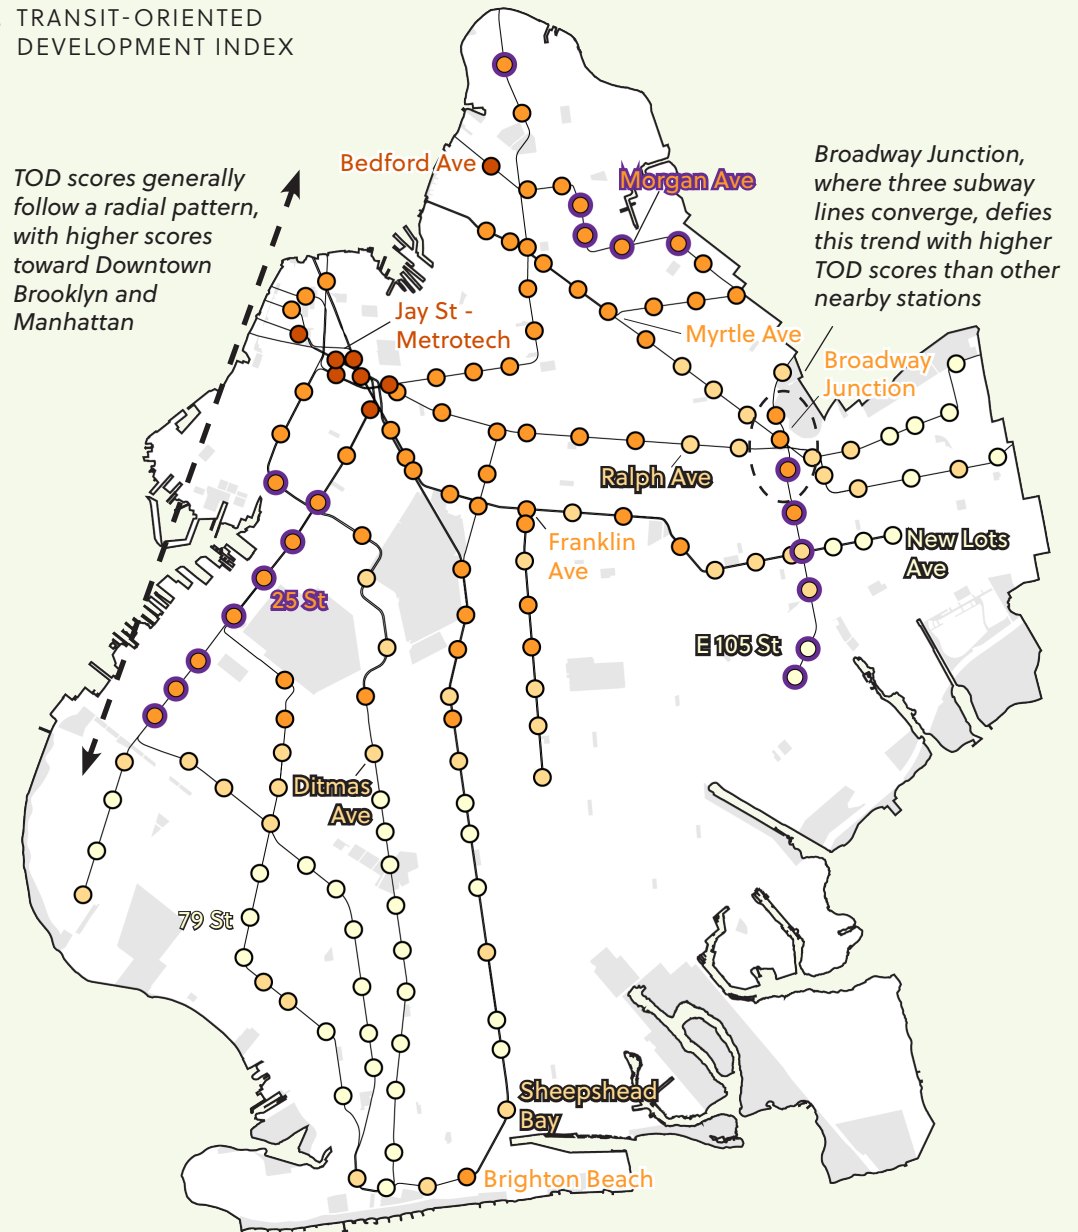 TRANSIT-ORIENTED
DEVELOPMENT INDEX
TOD scores generally
follow a radial pattern,
with higher scores
toward Downtown
Brooklyn and
Manhattan
Bedford Ave
Morgan Ave
Broadway Junction,
where three subway
lines converge, defies
this trend with higher
TOD scores than other
nearby stations
Jay St -
Metrotech
Myrtle Ave
Broadway
Junction
Ralph Ave
Franklin
Ave
New Lots
Ave
25 St
E 105 St
Ditmas
Ave
79 St
Sheepshead
Bay
Brighton Beach